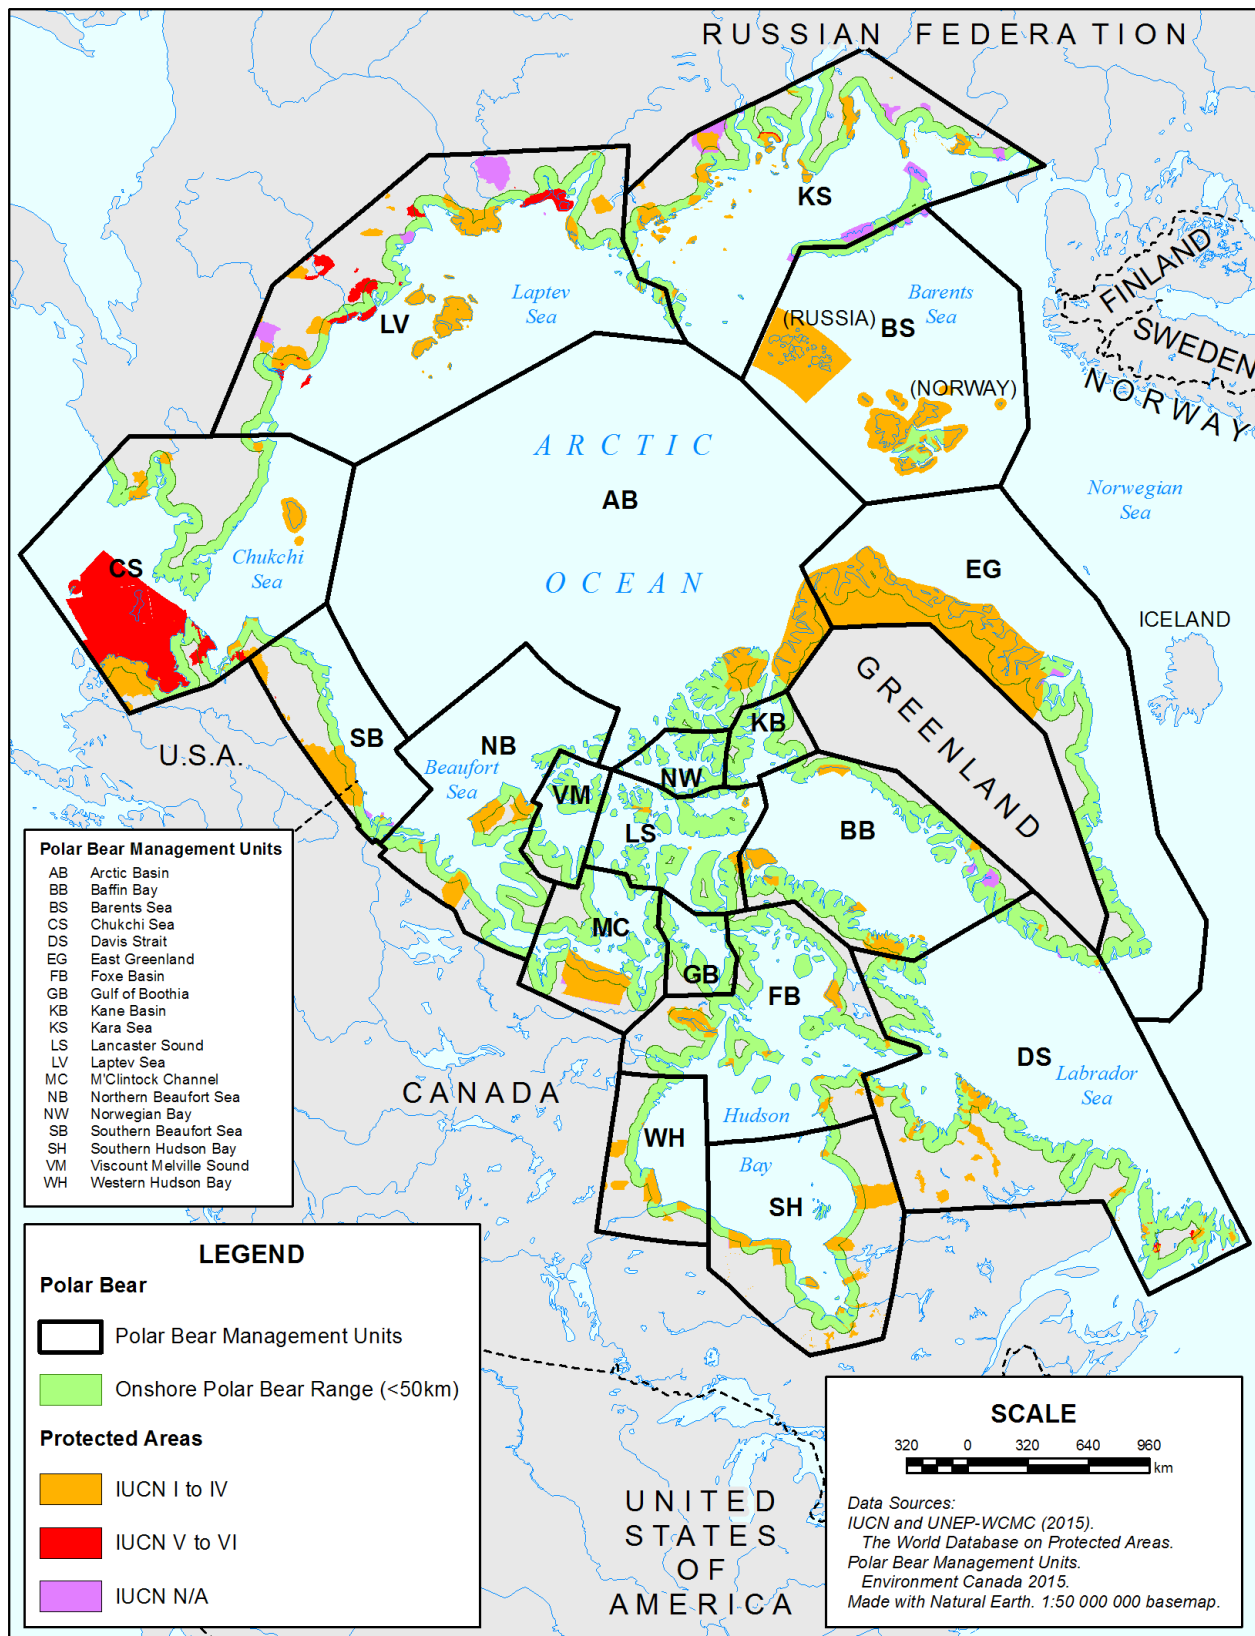 RUSSIAN FEDERATION
KS
FINLAND
SWEDEN
NORWAY
Laptev
Sea
LV
Barents
Sea
(RUSSIA)
BS
(NORWAY)
ARCTIC
AB
OCEAN
Norwegian
Sea
CS
Chukchi
Sea
EG
ICELAND
GREENLAND
U.S.A.
SB
NB
Beaufort
Sea
KB
NW
VM
LS
BB
MC
GB
FB
DS
Labrador
Sea
CANADA
Hudson
Bay
WH
SH
Polar Bear Management Units
AB Arctic Basin
BB Baffin Bay
BS Barents Sea
CS Chukchi Sea
DS Davis Strait
EG East Greenland
FB Foxe Basin
GB Gulf of Boothia
KB Kane Basin
KS Kara Sea
LS Lancaster Sound
LV Laptev Sea
MC M'Clintock Channel
NB Northern Beaufort Sea
NW Norwegian Bay
SB Southern Beaufort Sea
SH Southern Hudson Bay
VM Viscount Melville Sound
WH Western Hudson Bay
LEGEND
Polar Bear
Polar Bear Management Units
Onshore Polar Bear Range (<50km)
Protected Areas
IUCN I to IV
IUCN V to VI
IUCN N/A
UNITED
STATES
OF
AMERICA
SCALE
320 0 320 640 960
km
Data Sources:
IUCN and UNEP-WCMC (2015).
The World Database on Protected Areas.
Polar Bear Management Units.
Environment Canada 2015.
Made with Natural Earth. 1:50 000 000 basemap.